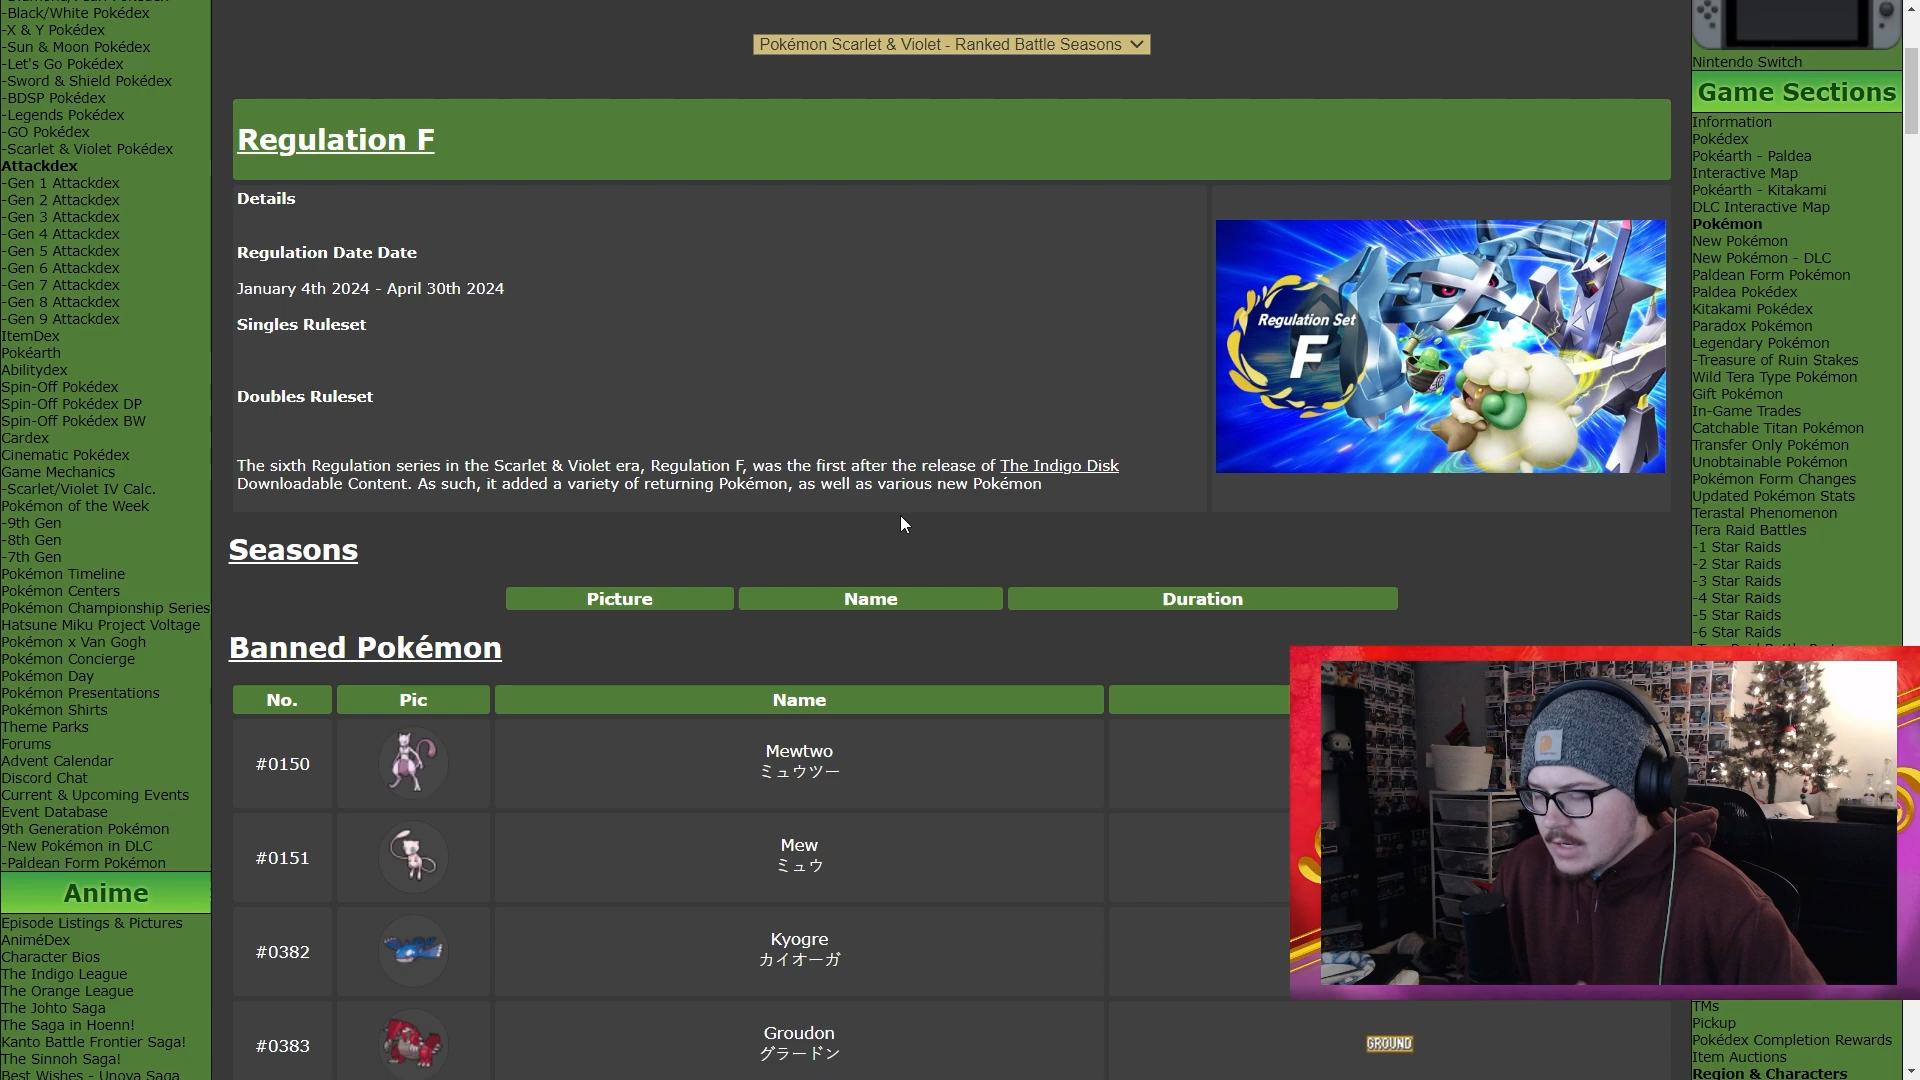 -Black/White Pokédex
-X & Y Pokédex
-Sun & Moon Pokédex
-Let's Go Pokédex
-Sword & Shield Pokédex
-BDSP Pokédex
-Legends Pokédex
-GO Pokédex
-Scarlet & Violet Pokédex
Attackdex
-Gen 1 Attackdex
-Gen 2 Attackdex
-Gen 3 Attackdex
-Gen 4 Attackdex
-Gen 5 Attackdex
-Gen 6 Attackdex
-Gen 7 Attackdex
-Gen 8 Attackdex
-Gen 9 Attackdex
ItemDex
Pokéarth
Abilitydex
Spin-Off Pokédex
Spin-Off Pokédex DP
Spin-Off Pokédex BW
Cardex
Cinematic Pokédex
Game Mechanics
-Scarlet/Violet IV Calc.
Pokémon of the Week
-9th Gen
-8th Gen
-7th Gen
Pokémon Timeline
Pokémon Centers
Pokémon Championship Series
Hatsune Miku Project Voltage
Pokémon x Van Gogh
Pokémon Concierge
Pokémon Day
Pokémon Presentations
Pokémon Shirts
Theme Parks
Forums
Advent Calendar
Discord Chat
Current & Upcoming Events
Event Database
9th Generation Pokémon
-New Pokémon in DLC
-Paldean Form Pokémon
Anime
Episode Listings & Pictures
AniméDex
Character Bios
The Indigo League
The Orange League
The Johto Saga
The Saga in Hoenn!
Kanto Battle Frontier Saga!
The Sinnoh Saga!
Best Wishes - Unova Saga
Pokémon Scarlet & Violet - Ranked Battle Seasons
Regulation F
Details
Regulation Date Date
January 4th 2024 - April 30th 2024
Singles Ruleset
Doubles Ruleset
The sixth Regulation series in the Scarlet & Violet era, Regulation F, was the first after the release of The Indigo Disk
Downloadable Content. As such, it added a variety of returning Pokémon, as well as various new Pokémon
Regulation Set
F
Seasons
Picture Name Duration
Banned Pokémon
No. Pic Name
#0150 Mewtwo
ミュウツー
#0151 Mew
ミュウ
#0382 Kyogre
カイオーガ
#0383 Groudon
グラードン
GROUND
Nintendo Switch
Game Sections
Information
Pokédex
Pokéarth - Paldea
Interactive Map
Pokéarth - Kitakami
DLC Interactive Map
Pokémon
New Pokémon
New Pokémon - DLC
Paldean Form Pokémon
Paldea Pokédex
Kitakami Pokédex
Paradox Pokémon
Legendary Pokémon
-Treasure of Ruin Stakes
Wild Tera Type Pokémon
Gift Pokémon
In-Game Trades
Catchable Titan Pokémon
Transfer Only Pokémon
Unobtainable Pokémon
Pokémon Form Changes
Updated Pokémon Stats
Terastal Phenomenon
Tera Raid Battles
-1 Star Raids
-2 Star Raids
-3 Star Raids
-4 Star Raids
-5 Star Raids
-6 Star Raids
TMs
Pickup
Pokédex Completion Rewards
Item Auctions
Region & Characters